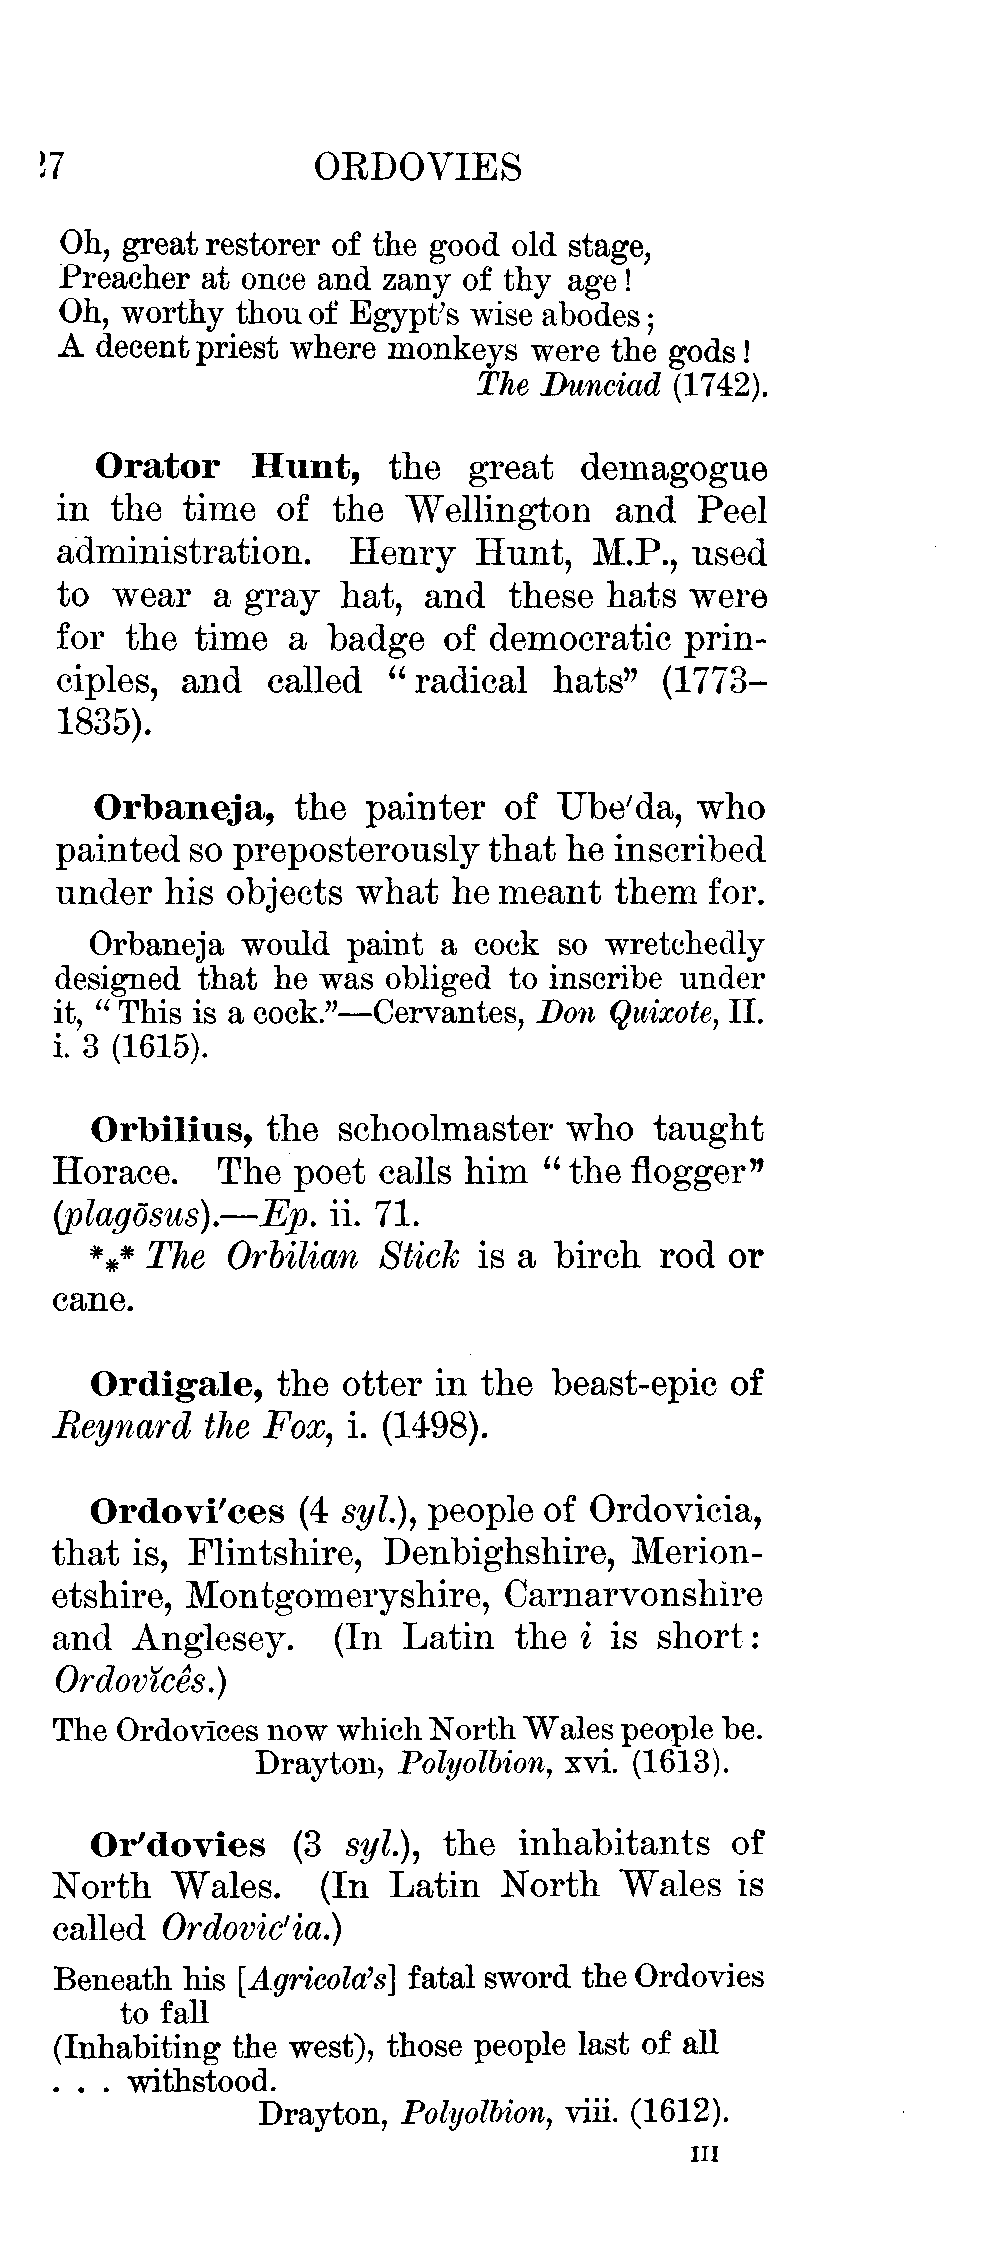 27 ORDOVIES
Oh, great restorer of the good old stage,
Preacher at once and zany of thy age!
Oh, worthy thou of Egypt's wise abodes;
A decent priest where monkeys were the gods!
The Dunciad (1742).
Orator Hunt, the great demagogue
in the time of the Wellington and Peel
administration. Henry Hunt, M.P., used
to wear a gray hat, and these hats were
for the time a badge of democratic prin-
ciples, and called “radical hats” (1773–
1835).
Orbaneja, the painter of Ube'da, who
painted so preposterously that he inscribed
under his objects what he meant them for.
Orbaneja would paint a cock so wretchedly
designed that he was obliged to inscribe under
it, “This is a cock.”—Cervantes, Don Quixote, II.
i. 3 (1615).
Orbilius, the schoolmaster who taught
Horace. The poet calls him “the flogger”
(plagōsus).—Ep. ii. 71.
*⁎* The Orbilian Stick is a birch rod or
cane.
Ordigale, the otter in the beast-epic of
Reynard the Fox, i. (1498).
Ordovi'ces (4 syl.), people of Ordovicia,
that is, Flintshire, Denbighshire, Merion-
etshire, Montgomeryshire, Carnarvonshire
and Anglesey. (In Latin the i is short:
Ordovĭcês.)
The Ordovīces now which North Wales people be.
Drayton, Polyolbion, xvi. (1613).
Or'dovies (3 syl.), the inhabitants of
North Wales. (In Latin North Wales is
called Ordovic'ia.)
Beneath his [Agricola's] fatal sword the Ordovies
to fall
(Inhabiting the west), those people last of all
. . . withstood.
Drayton, Polyolbion, viii. (1612).
III